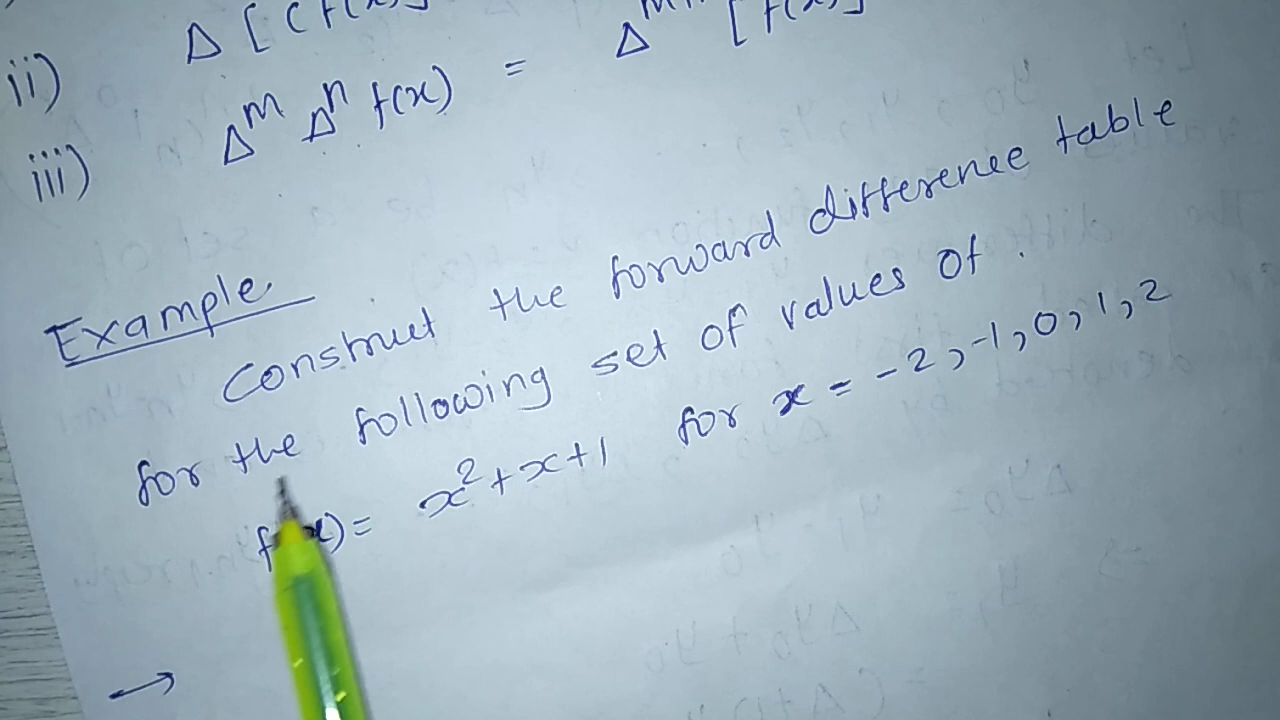 ii) Δ [ C f(x)]
iii) Δ^m Δ^n f(x) = Δ^m [f(x)]
Example
Construct the forward difference table
for the following set of values of .
f(x) = x² + x + 1 for x = -2, -1, 0, 1, 2
→